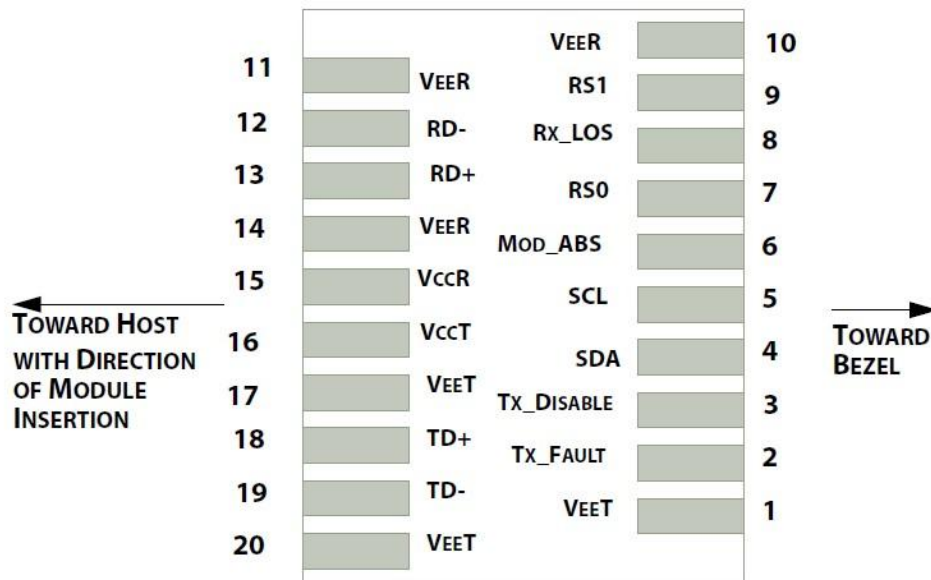 11 VEER
12 RD-
13 RD+
14 VEER
15 VCCR
16 VCCT
17 VEET
18 TD+
19 TD-
20 VEET
VEER 10
RS1 9
RX_LOS 8
RS0 7
MOD_ABS 6
SCL 5
SDA 4
TX_DISABLE 3
TX_FAULT 2
VEET 1
TOWARD HOST
WITH DIRECTION
OF MODULE
INSERTION
TOWARD
BEZEL